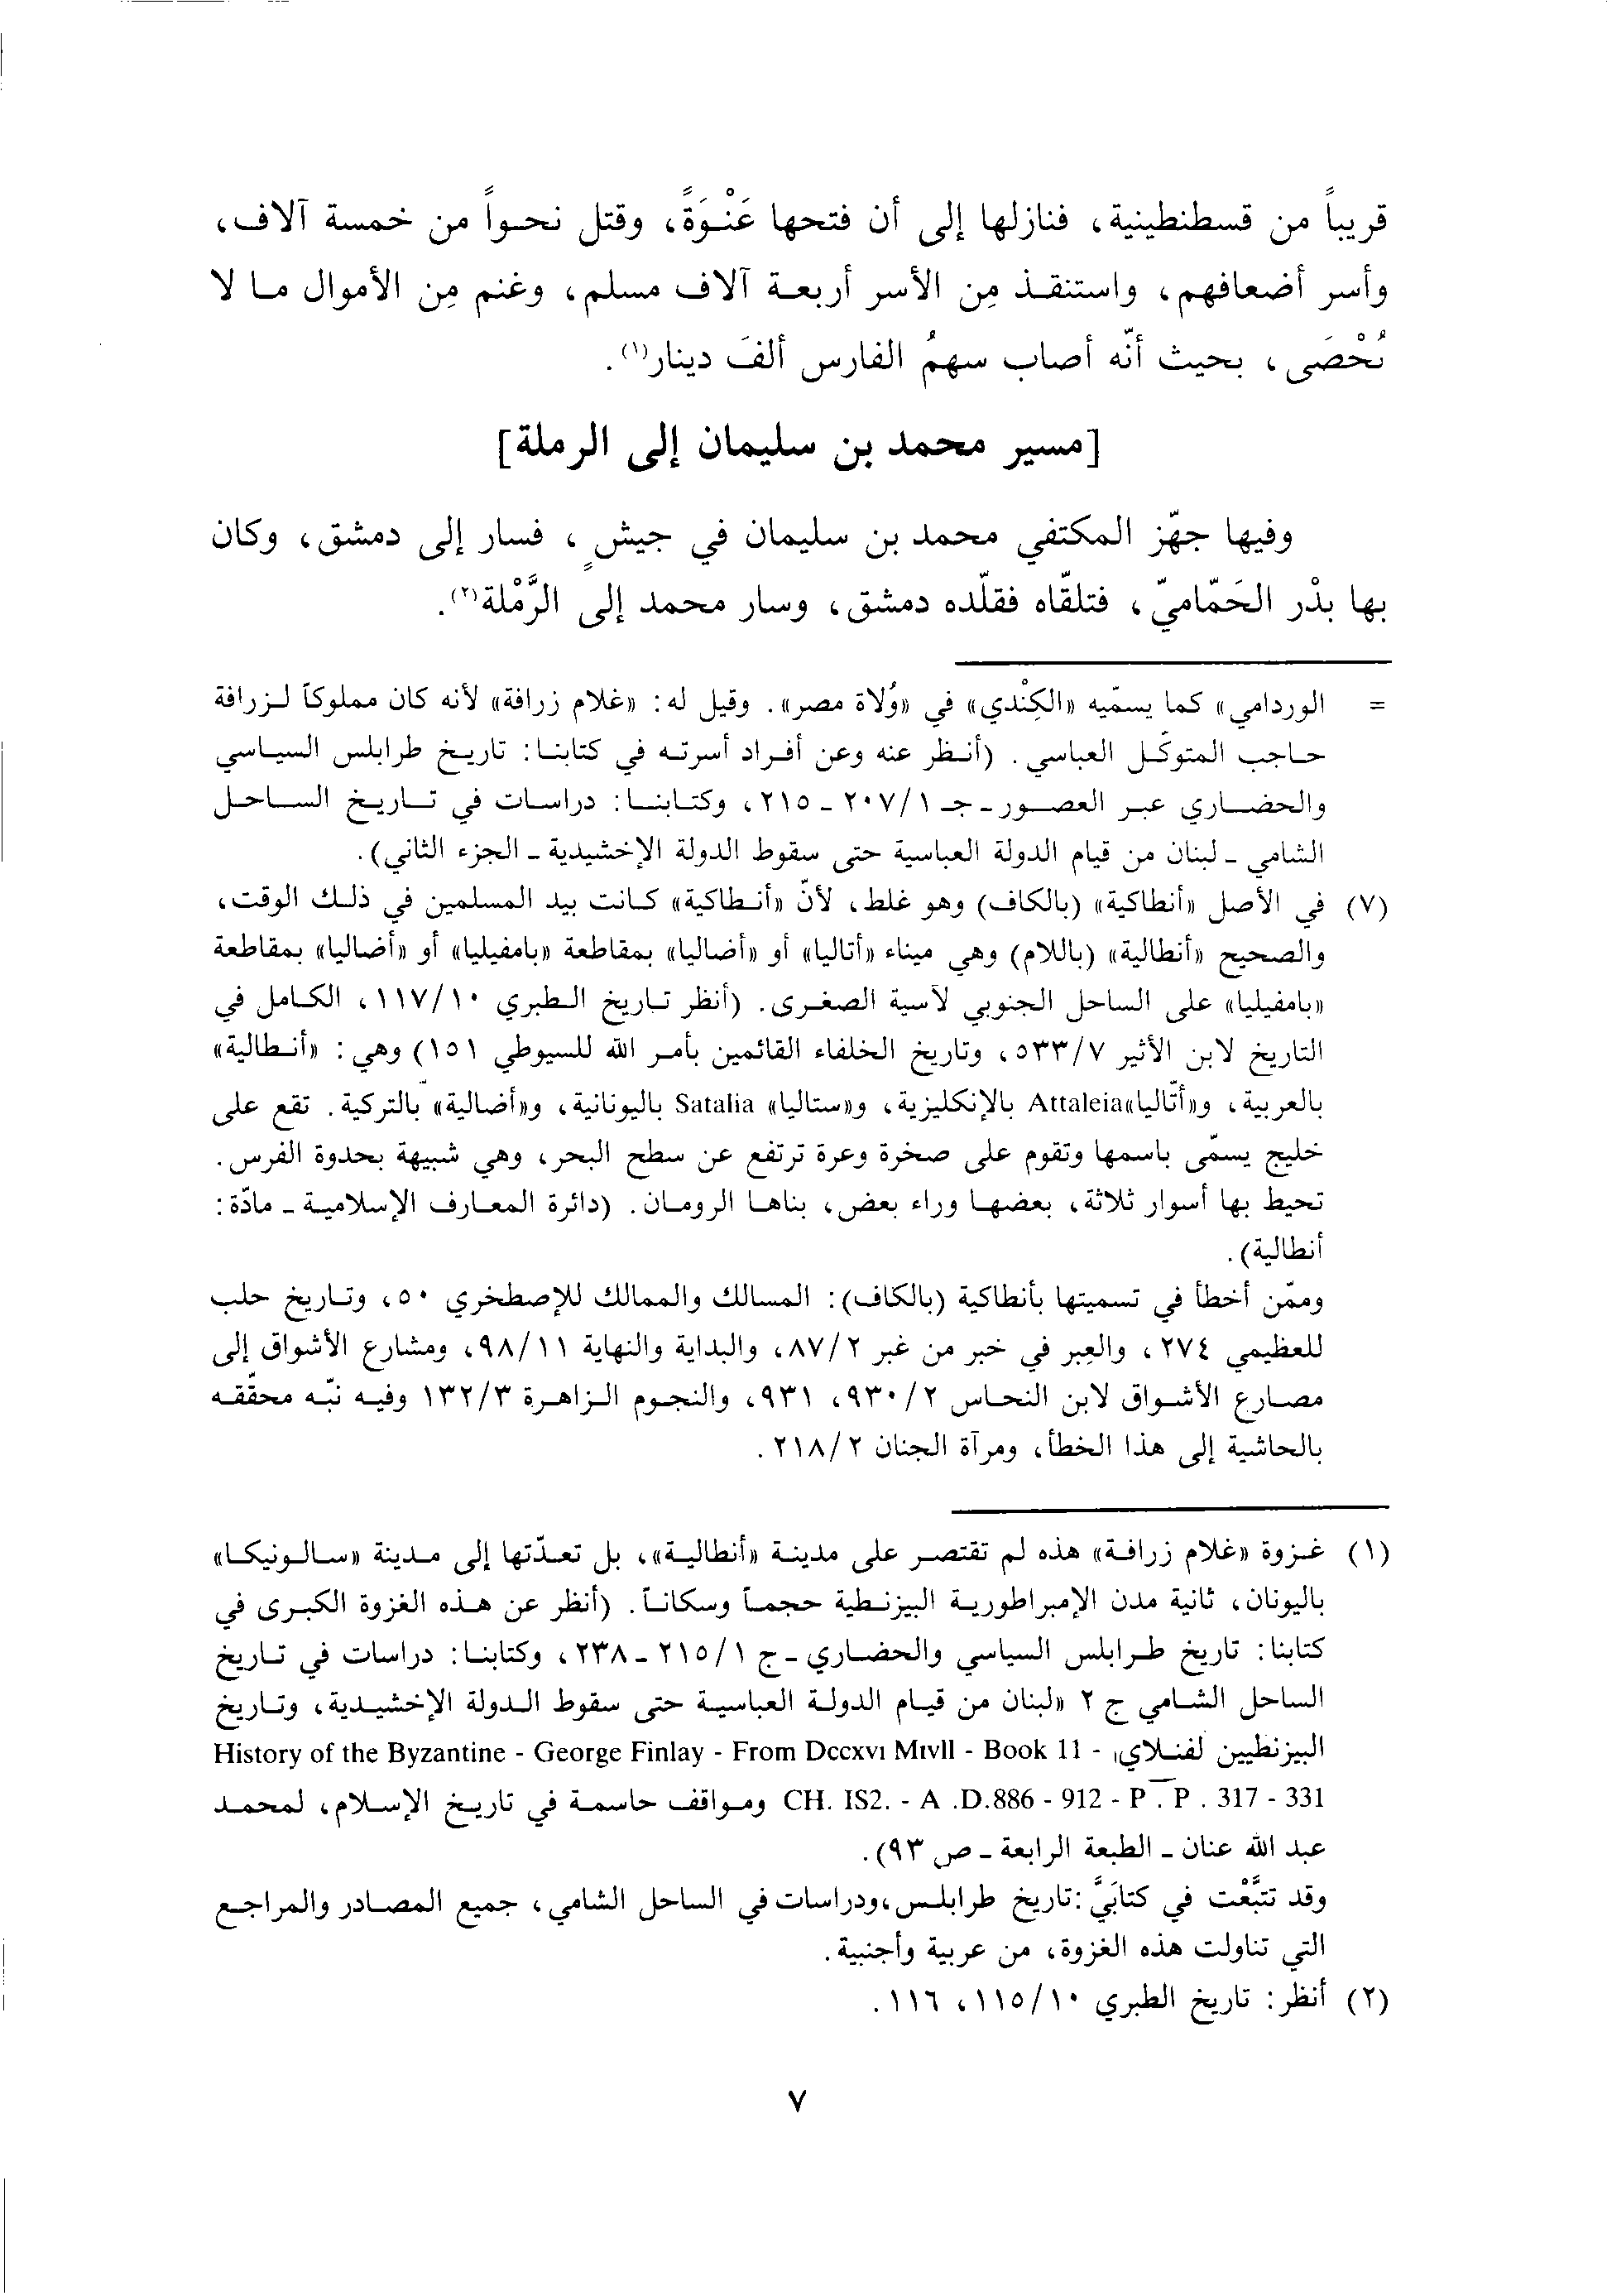 قريباً من قسطنطينية، فنازلها إلى أن فتحها عَنْوَةً، وقتل نحواً من خمسة آلاف،
وأسر أضعافهم، واستنقذ مِن الأسر أربعة آلاف مسلم، وغنم مِن الأموال ما لا
تُحْصَى، بحيث أنّه أصاب سهمُ الفارس ألفَ دينار(١).
[مسير محمد بن سليمان إلى الرملة]
وفيها جهّز المكتفي محمد بن سليمان في جيشٍ، فسار إلى دمشق، وكان
بها بدْر الحَمّاميّ، فتلقّاه فقلّده دمشق، وسار محمد إلى الرَّمْلة(٢).
= الوردامي» كما يسمّيه «الكِنْدي» في «وُلاة مصر». وقيل له: «غلام زرافة» لأنه كان مملوكاً لزرافة
حاجب المتوكّل العباسي. (أنظر عنه وعن أفراد أسرته في كتابنا: تاريخ طرابلس السياسي
والحضاري عبر العصور ـ جـ ٢٠٧/١ ـ ٢١٥، وكتابنا: دراسات في تاريخ الساحل
الشامي ـ لبنان من قيام الدولة العباسية حتى سقوط الدولة الإخشيدية ـ الجزء الثاني).
(٧) في الأصل «أنطاكية» (بالكاف) وهو غلط، لأنّ «أنطاكية» كانت بيد المسلمين في ذلك الوقت،
والصحيح «أنطالية» (باللام) وهي ميناء «أتاليا» أو «أضاليا» بمقاطعة «بامفيليا» أو «أضاليا» بمقاطعة
«بامفيليا» على الساحل الجنوبي لآسية الصغرى. (أنظر تاريخ الطبري ١١٧/١٠، الكامل في
التاريخ لابن الأثير ٥٣٣/٧، وتاريخ الخلفاء القائمين بأمر الله للسيوطي ١٥١) وهي: «أنطالية»
بالعربية، و«أتّاليا»Attaleia بالإنكليزية، و«ستاليا» Satalia باليونانية، و«أضالية» بالتركية. تقع على
خليج يسمّى باسمها وتقوم على صخرة وعرة ترتفع عن سطح البحر، وهي شبيهة بحدوة الفرس.
تحيط بها أسوار ثلاثة، بعضها وراء بعض، بناها الرومان. (دائرة المعارف الإسلامية ـ مادّة:
أنطالية).
وممّن أخطأ في تسميتها بأنطاكية (بالكاف): المسالك والممالك للإصطخري ٥٠، وتاريخ حلب
للعظيمي ٢٧٤، والعِبر في خبر من غبر ٨٧/٢، والبداية والنهاية ٩٨/١١، ومشارع الأشواق إلى
مصارع الأشواق لابن النحاس ٩٣٠/٢، ٩٣١، والنجوم الزاهرة ١٣٢/٣ وفيه نبّه محقّقه
بالحاشية إلى هذا الخطأ، ومرآة الجنان ٢١٨/٢.
(١) غزوة «غلام زرافة» هذه لم تقتصر على مدينة «أنطالية»، بل تعدّتها إلى مدينة «سالونيكا»
باليونان، ثانية مدن الإمبراطورية البيزنطية حجماً وسكاناً. (أنظر عن هذه الغزوة الكبرى في
كتابنا: تاريخ طرابلس السياسي والحضاري ـ ج ٢١٥/١ ـ ٢٣٨، وكتابنا: دراسات في تاريخ
الساحل الشامي ج ٢ «لبنان من قيام الدولة العباسية حتى سقوط الدولة الإخشيدية، وتاريخ
البيزنطيين لفنلاي، - History of the Byzantine - George Finlay - From Dccxvi Mivll - Book 11
CH. IS2. - A .D.886 - 912 - P . P . 317 - 331 ومواقف حاسمة في تاريخ الإسلام، لمحمد
عبد الله عنان ـ الطبعة الرابعة ـ ص ٩٣).
وقد تتبَّعْت في كتابَيَّ: تاريخ طرابلس، ودراسات في الساحل الشامي، جميع المصادر والمراجع
التي تناولت هذه الغزوة، من عربية وأجنبية.
(٢) أنظر: تاريخ الطبري ١١٥/١٠، ١١٦.
٧